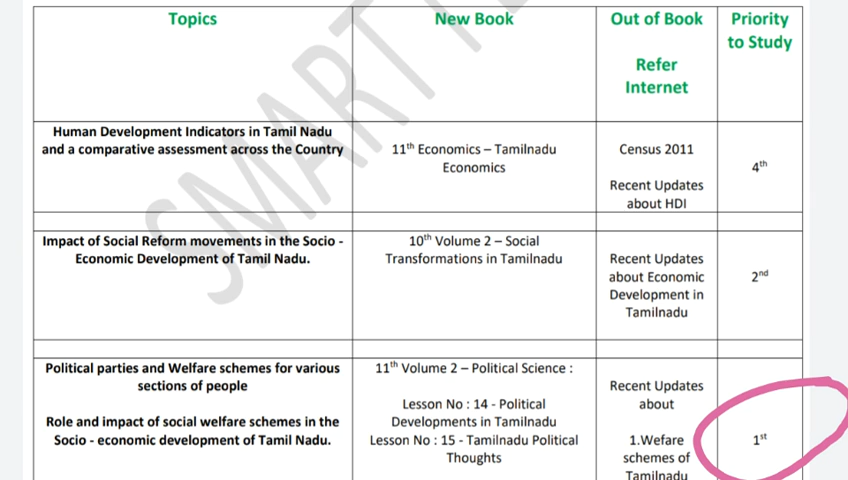 Topics
New Book
Out of Book
Refer
Internet
Priority
to Study
Human Development Indicators in Tamil Nadu
and a comparative assessment across the Country
11th Economics – Tamilnadu
Economics
Census 2011
Recent Updates
about HDI
4th
Impact of Social Reform movements in the Socio -
Economic Development of Tamil Nadu.
10th Volume 2 – Social
Transformations in Tamilnadu
Recent Updates
about Economic
Development in
Tamilnadu
2nd
Political parties and Welfare schemes for various
sections of people
Role and impact of social welfare schemes in the
Socio - economic development of Tamil Nadu.
11th Volume 2 – Political Science :
Lesson No : 14 - Political
Developments in Tamilnadu
Lesson No : 15 - Tamilnadu Political
Thoughts
Recent Updates
about
1.Wefare
schemes of
Tamilnadu
1st
SMART